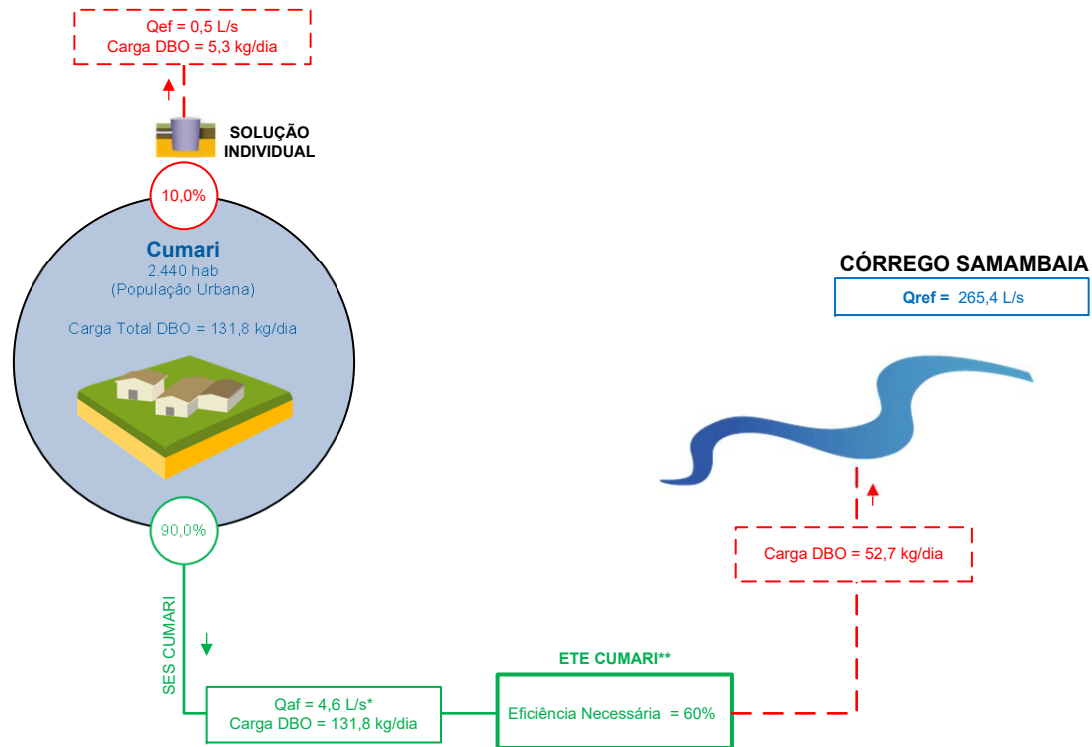 Qef = 0,5 L/s
Carga DBO = 5,3 kg/dia
SOLUÇÃO
INDIVIDUAL
10,0%
Cumari
2.440 hab
(População Urbana)
Carga Total DBO = 131,8 kg/dia
90,0%
SES CUMARI
Qaf = 4,6 L/s*
Carga DBO = 131,8 kg/dia
ETE CUMARI**
Eficiência Necessária = 60%
Carga DBO = 52,7 kg/dia
CÓRREGO SAMAMBAIA
Qref = 265,4 L/s